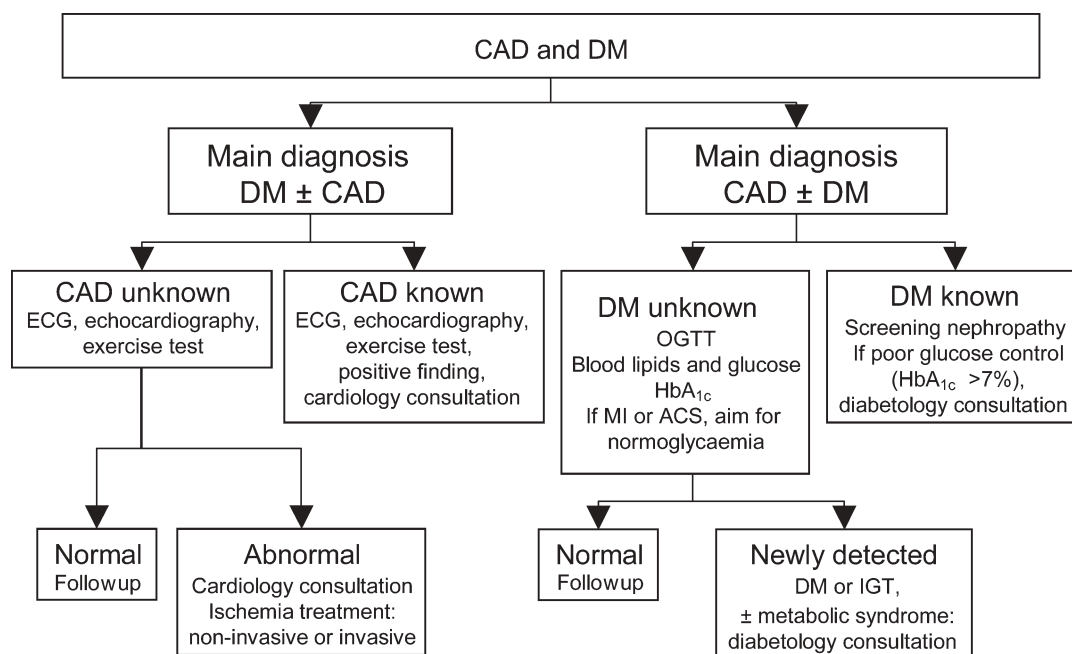 CAD and DM
Main diagnosis
DM ± CAD
Main diagnosis
CAD ± DM
CAD unknown
ECG, echocardiography,
exercise test
CAD known
ECG, echocardiography,
exercise test,
positive finding,
cardiology consultation
DM unknown
OGTT
Blood lipids and glucose
HbA1c
If MI or ACS, aim for
normoglycaemia
DM known
Screening nephropathy
If poor glucose control
(HbA1c >7%),
diabetology consultation
Normal
Followup
Abnormal
Cardiology consultation
Ischemia treatment:
non-invasive or invasive
Normal
Followup
Newly detected
DM or IGT,
± metabolic syndrome:
diabetology consultation